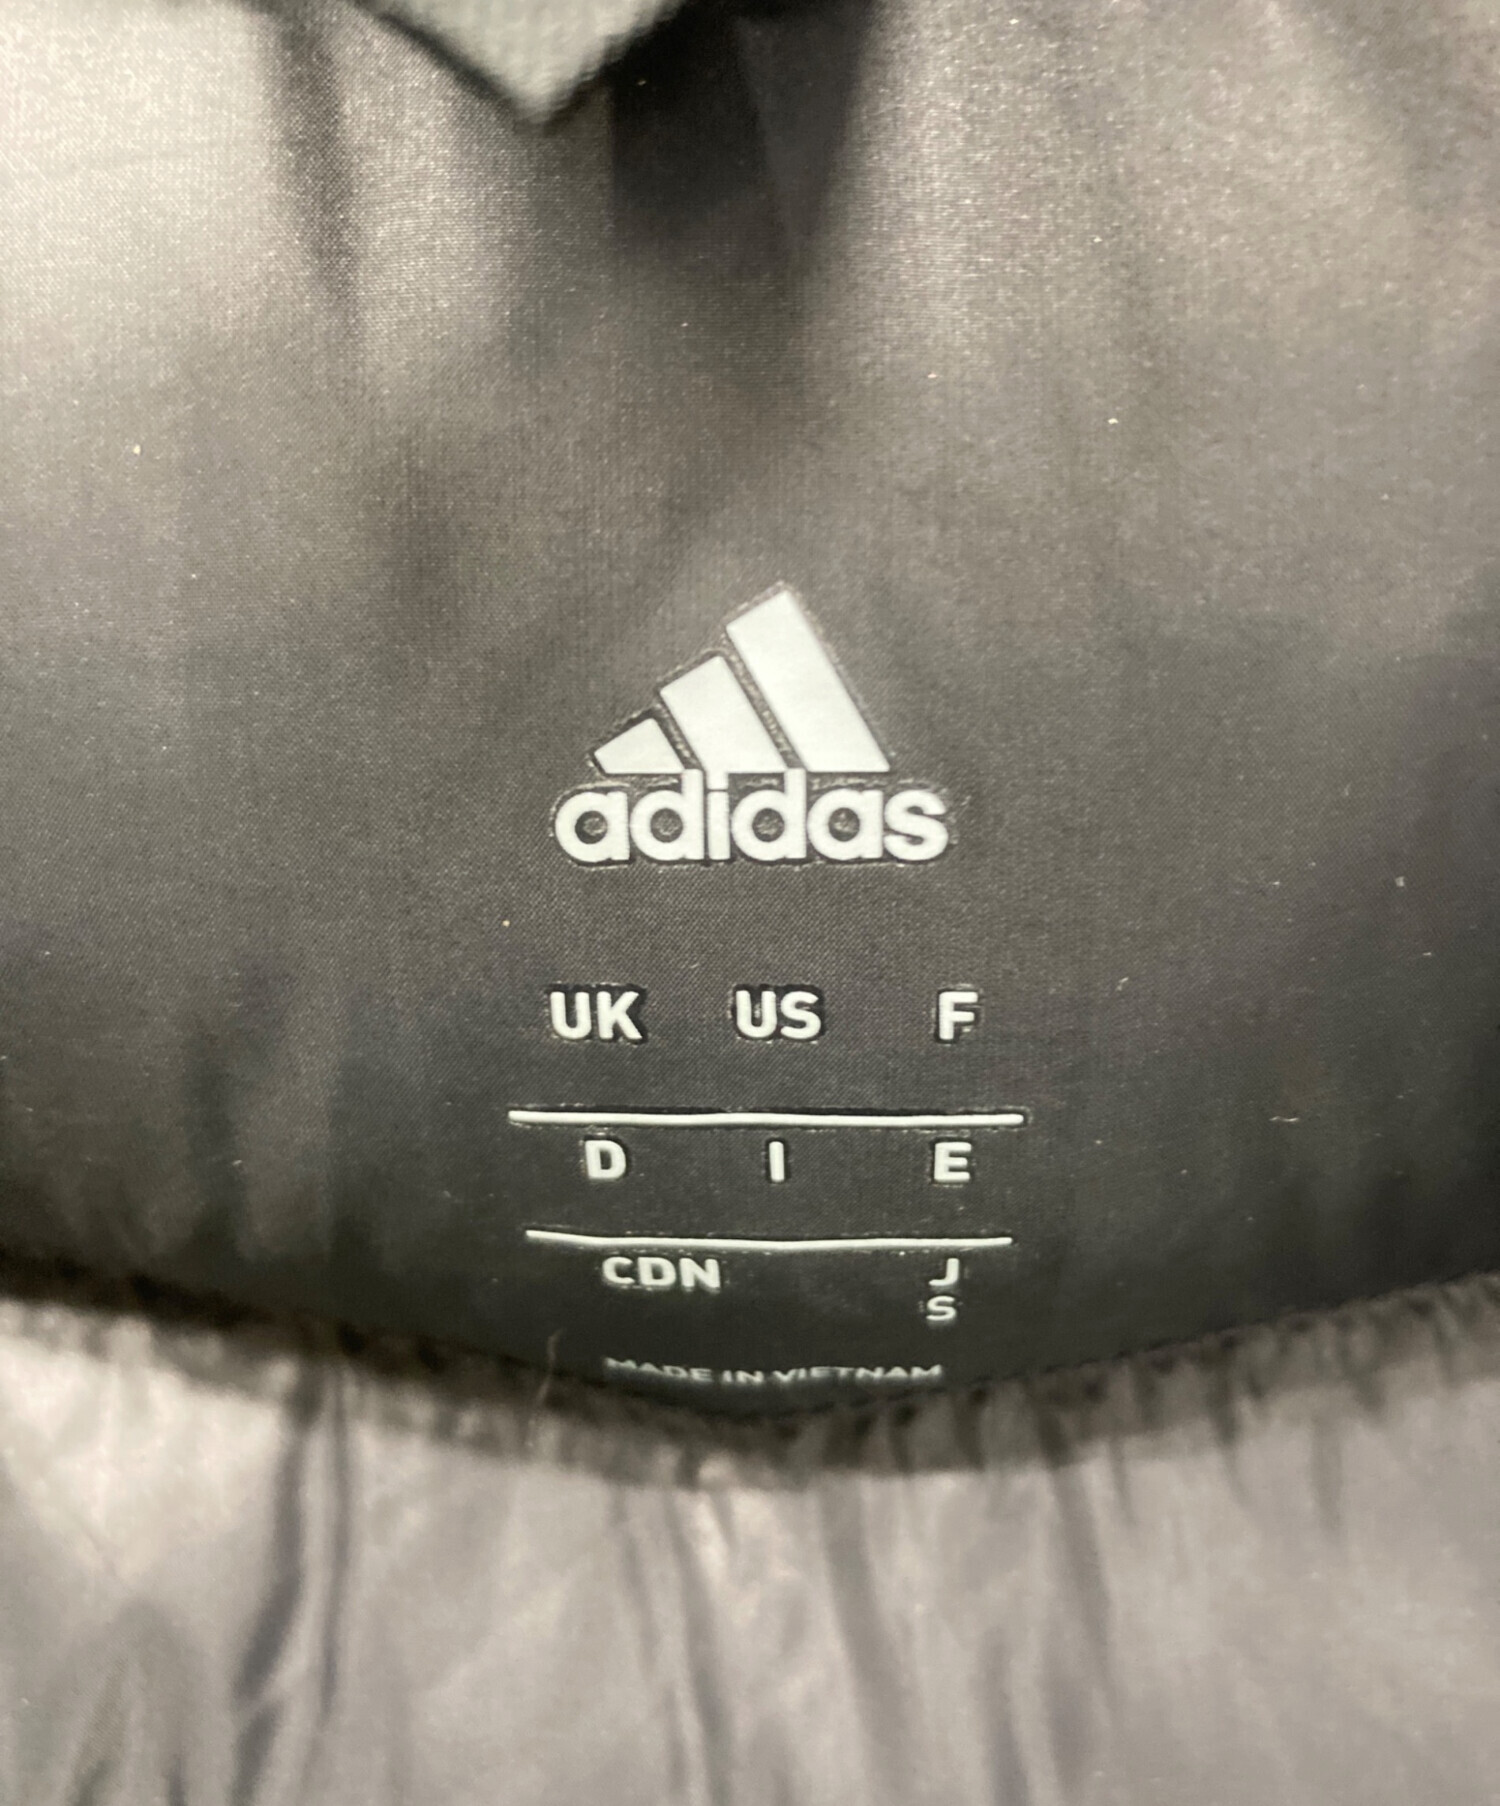 adidas
UK US F
D I E
CDN J
S
MADE IN VIETNAM